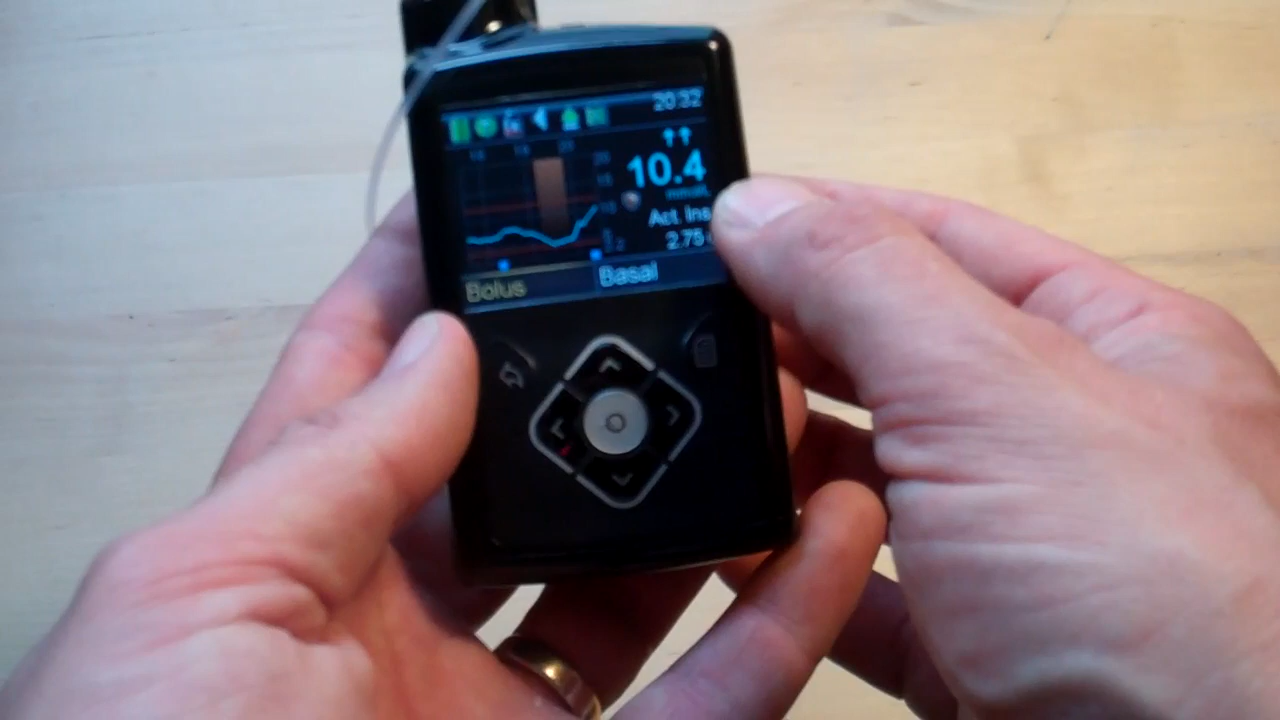 20:32
↑↑
10.4
mmol/L
Act. Ins
2.75
Bolus
Basal